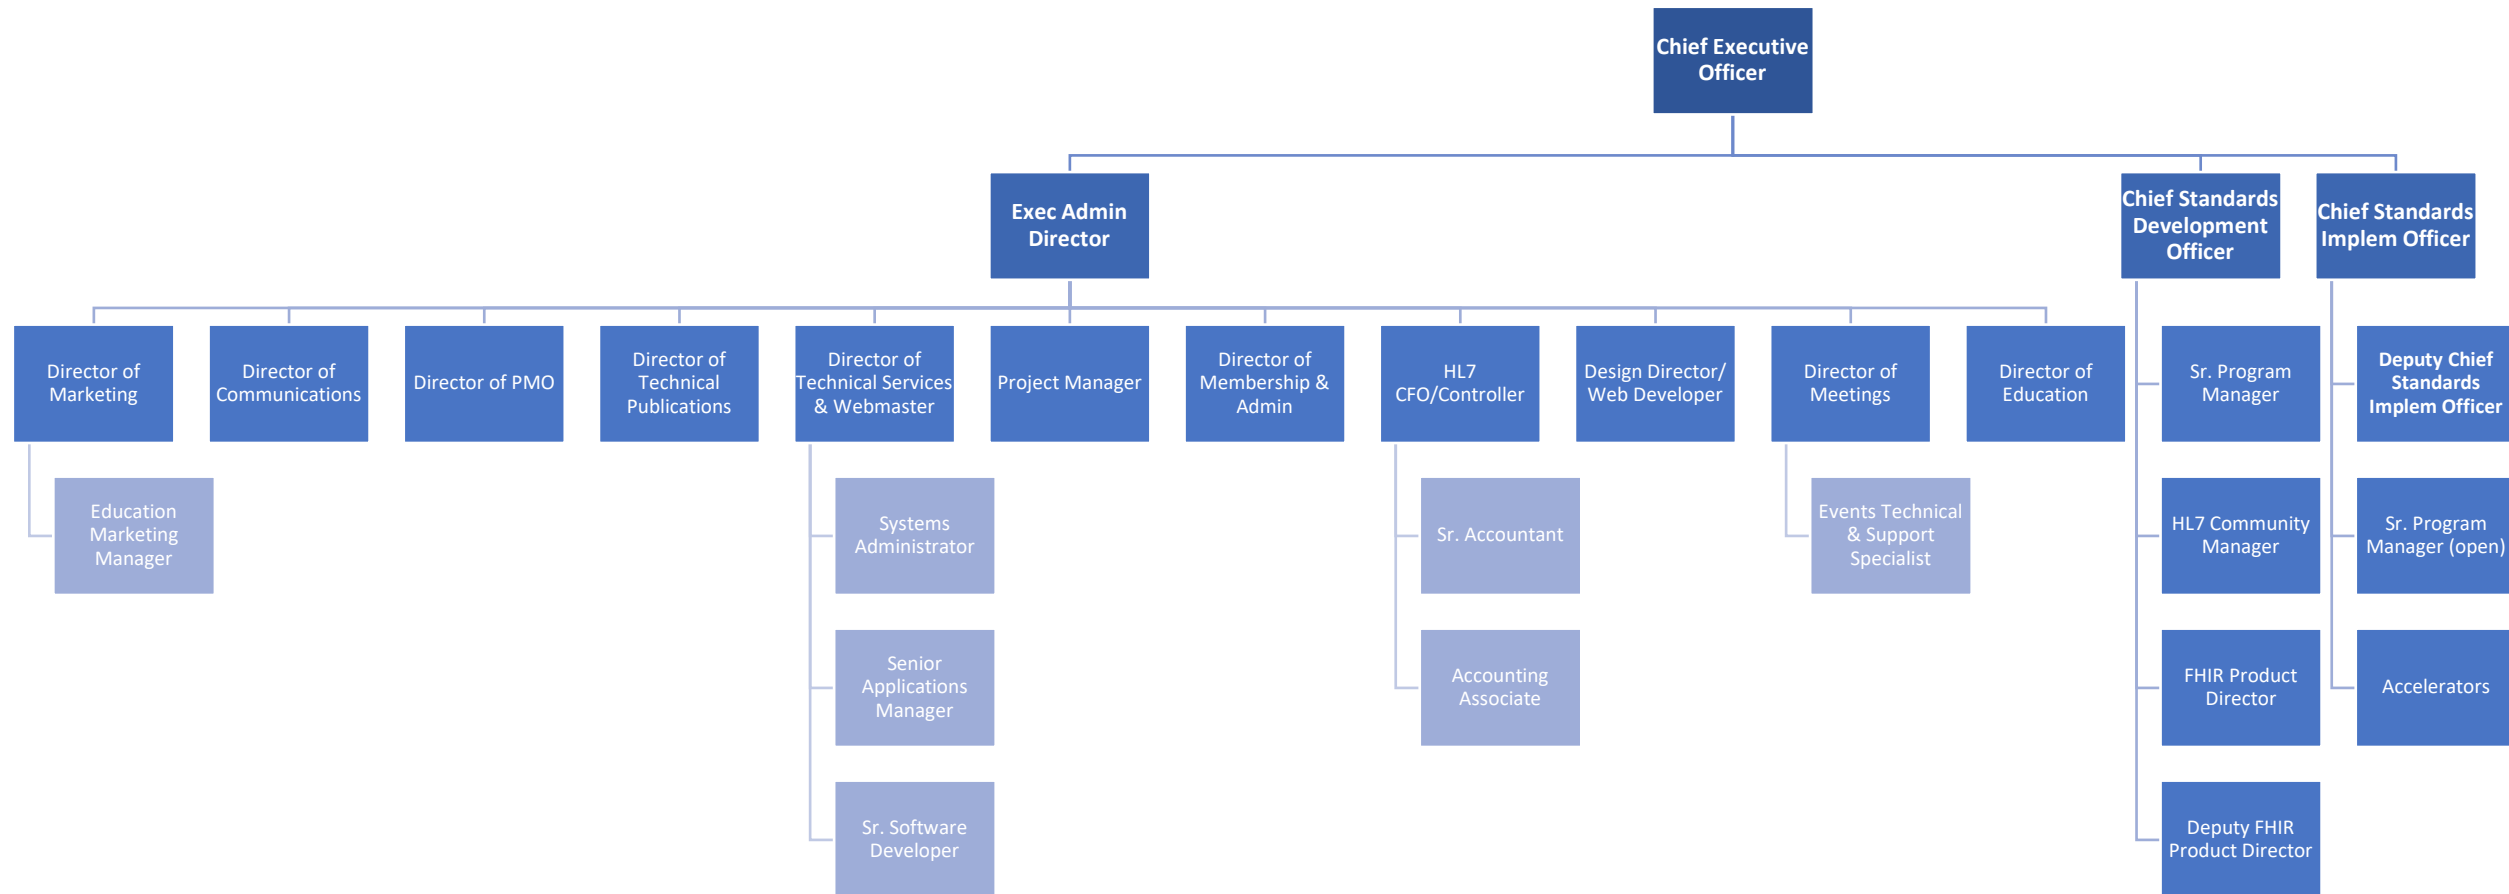 Chief Executive
Officer
Exec Admin
Director
Chief Standards
Development
Officer
Chief Standards
Implem Officer
Director of
Marketing
Director of
Communications
Director of PMO
Director of
Technical
Publications
Director of
Technical Services
& Webmaster
Project Manager
Director of
Membership &
Admin
HL7
CFO/Controller
Design Director/
Web Developer
Director of
Meetings
Director of
Education
Sr. Program
Manager
Deputy Chief
Standards
Implem Officer
Education
Marketing
Manager
Systems
Administrator
Sr. Accountant
Events Technical
& Support
Specialist
HL7 Community
Manager
Sr. Program
Manager (open)
Senior
Applications
Manager
Accounting
Associate
FHIR Product
Director
Accelerators
Sr. Software
Developer
Deputy FHIR
Product Director